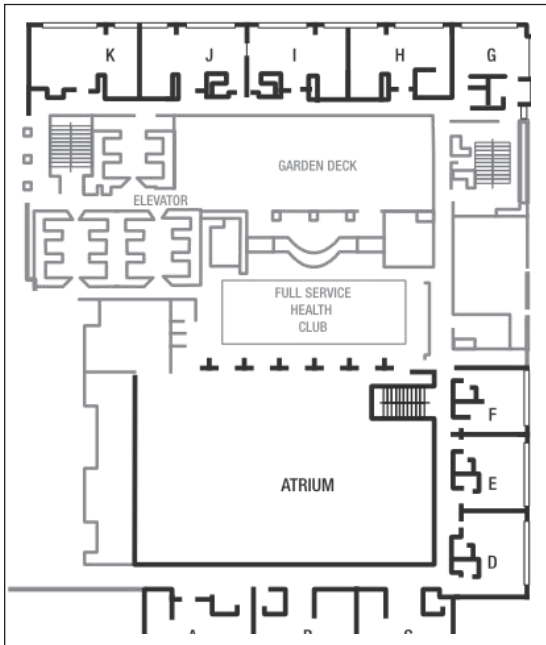 K
J
I
H
G
GARDEN DECK
ELEVATOR
FULL SERVICE
HEALTH
CLUB
F
ATRIUM
E
D